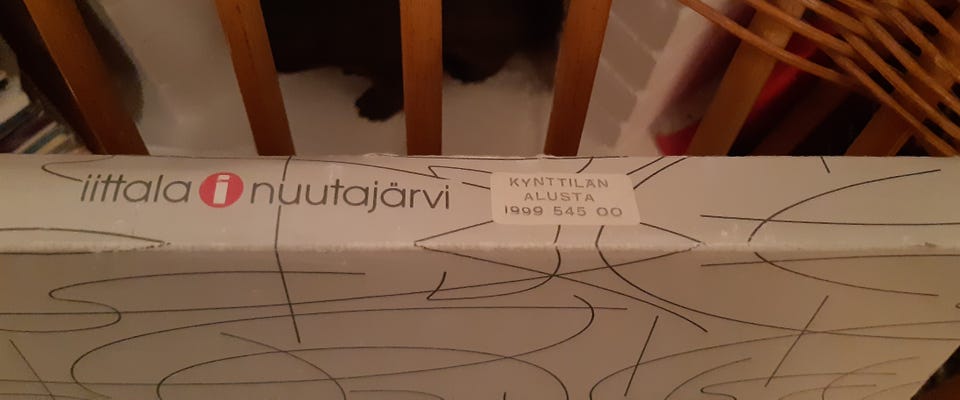 iittala i nuutajärvi
KYNTTILÄN
ALUSTA
1999 545 00